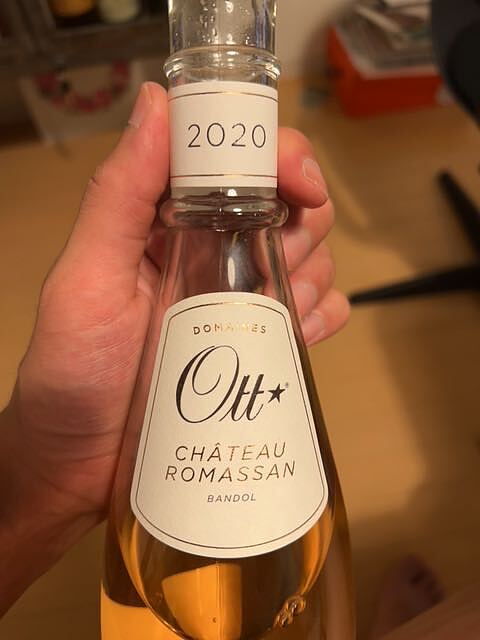 2020
DOMAINES
Ott★®
CHÂTEAU
ROMASSAN
BANDOL